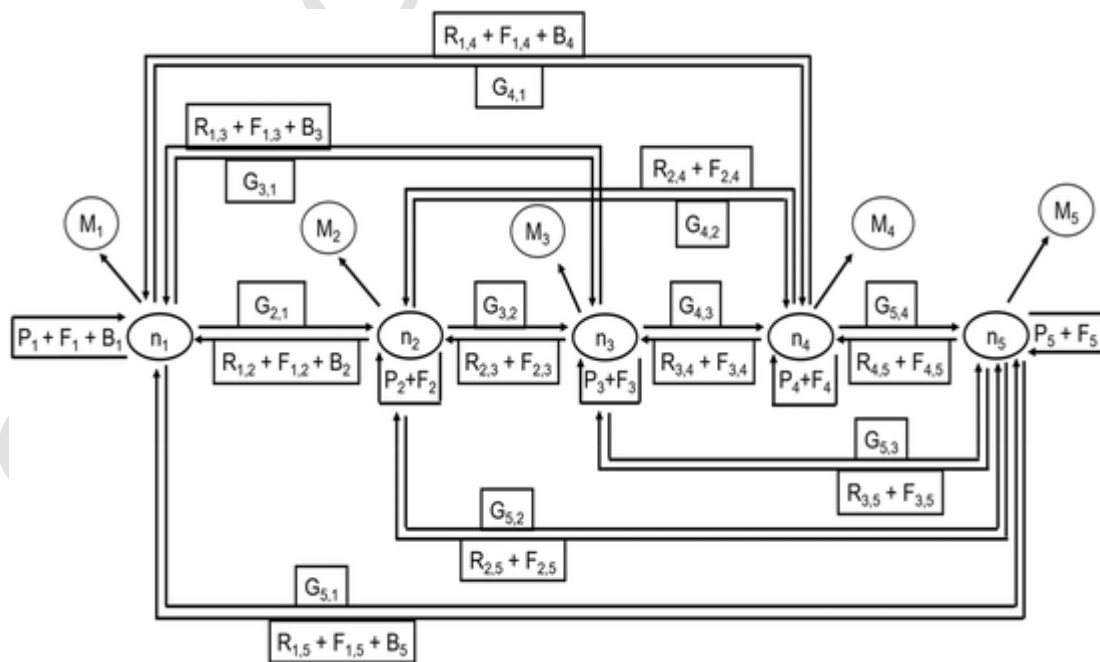 R₁,₄ + F₁,₄ + B₄
G₄,₁
R₁,₃ + F₁,₃ + B₃
G₃,₁
R₂,₄ + F₂,₄
G₄,₂
M₁
M₂
M₃
M₄
M₅
G₂,₁
G₃,₂
G₄,₃
G₅,₄
P₁ + F₁ + B₁
n₁
n₂
n₃
n₄
n₅
P₅ + F₅
R₁,₂ + F₁,₂ + B₂
P₂+F₂
R₂,₃ + F₂,₃
P₃+F₃
R₃,₄ + F₃,₄
P₄+F₄
R₄,₅ + F₄,₅
G₅,₃
R₃,₅ + F₃,₅
G₅,₂
R₂,₅ + F₂,₅
G₅,₁
R₁,₅ + F₁,₅ + B₅